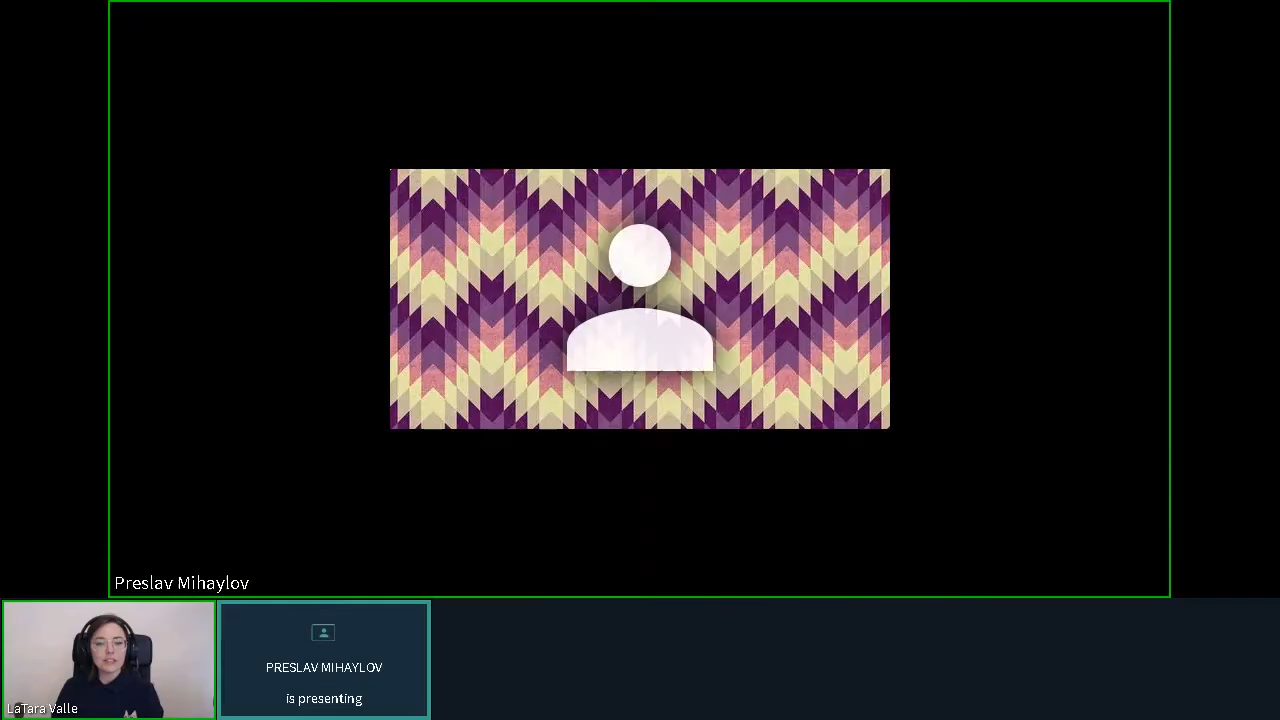 Preslav Mihaylov
LaTara Valle
PRESLAV MIHAYLOV
is presenting